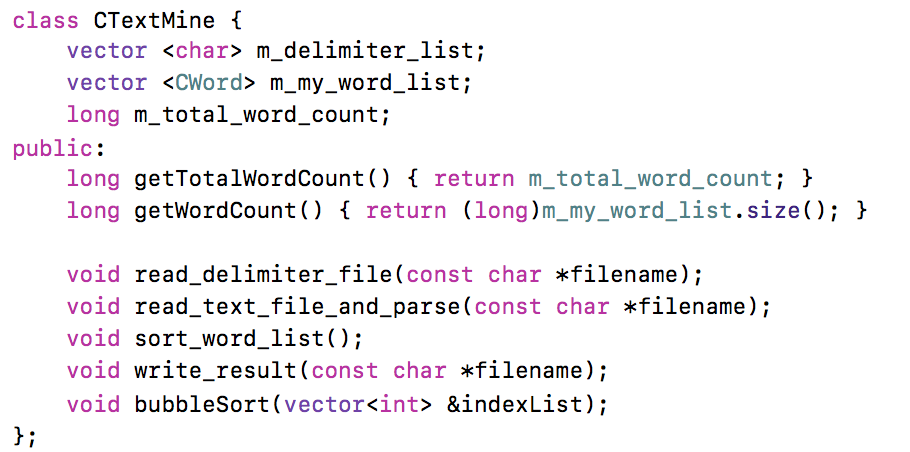 class CTextMine {
    vector <char> m_delimiter_list;
    vector <CWord> m_my_word_list;
    long m_total_word_count;
public:
    long getTotalWordCount() { return m_total_word_count; }
    long getWordCount() { return (long)m_my_word_list.size(); }

    void read_delimiter_file(const char *filename);
    void read_text_file_and_parse(const char *filename);
    void sort_word_list();
    void write_result(const char *filename);
    void bubbleSort(vector<int> &indexList);
};